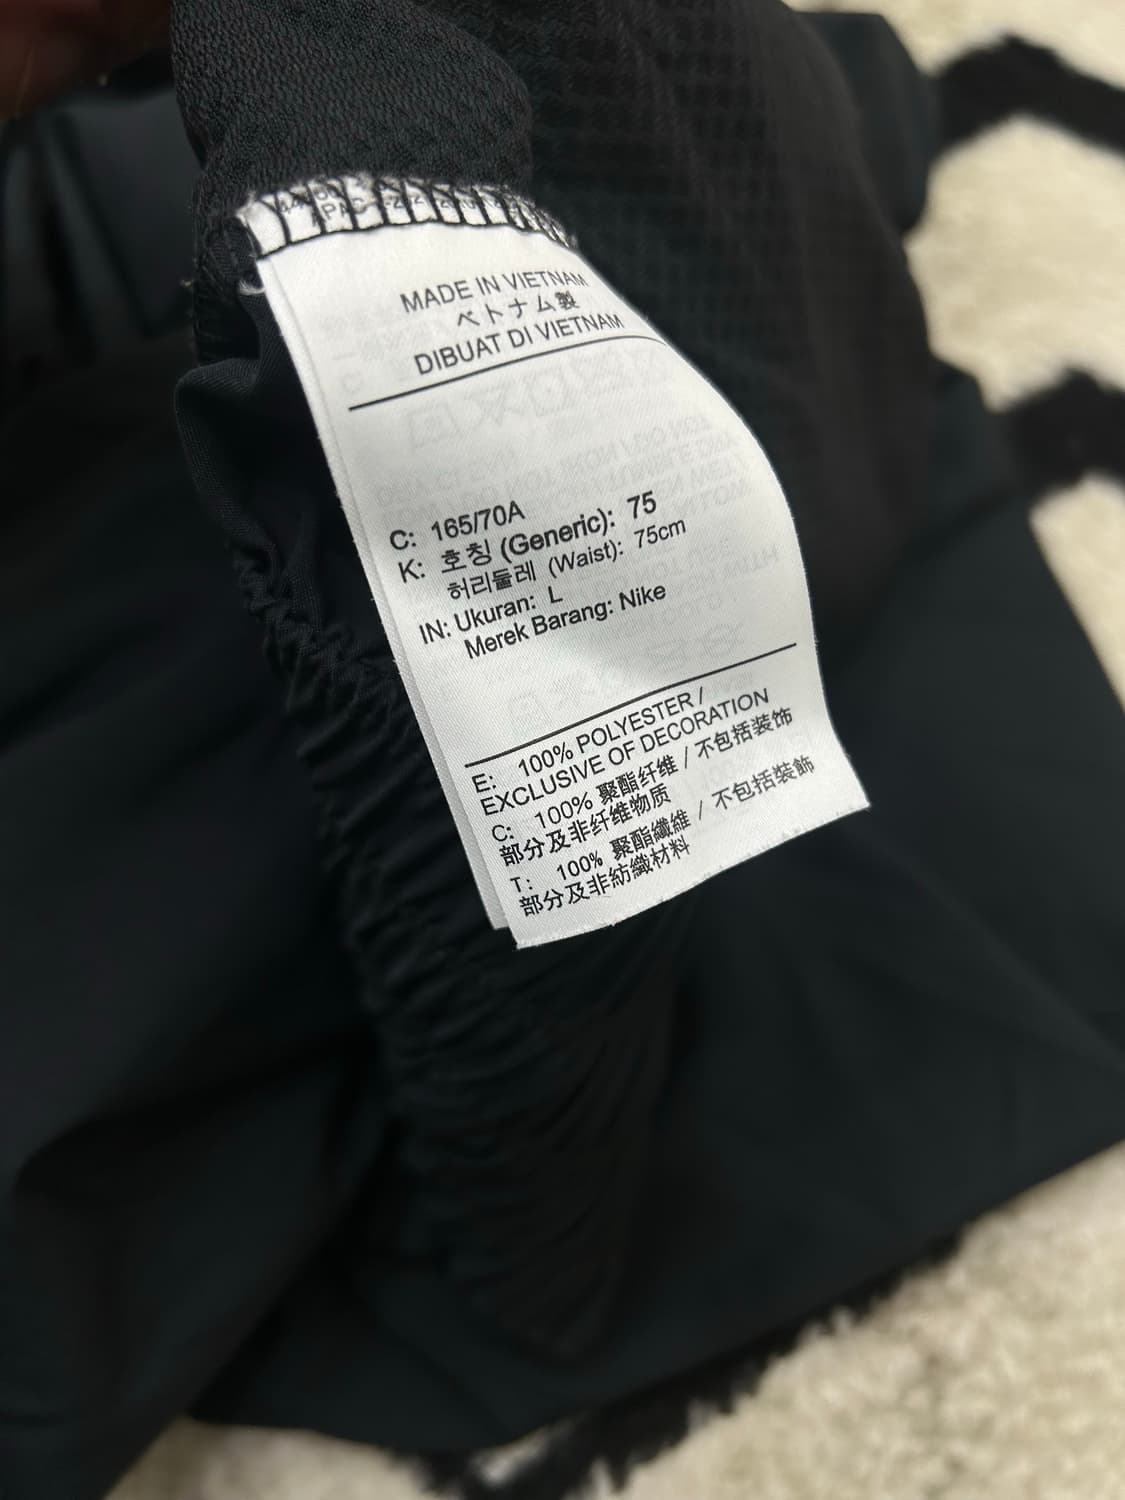 MADE IN VIETNAM
ベトナム製
DIBUAT DI VIETNAM
C: 165/70A
K: 호칭 (Generic): 75
허리둘레 (Waist): 75cm
IN: Ukuran: L
Merek Barang: Nike
E: 100% POLYESTER /
EXCLUSIVE OF DECORATION
C: 100% 聚酯纤维 / 不包括装饰
部分及非纤维物质
T: 100% 聚酯纖維 / 不包括裝飾
部分及非紡織材料